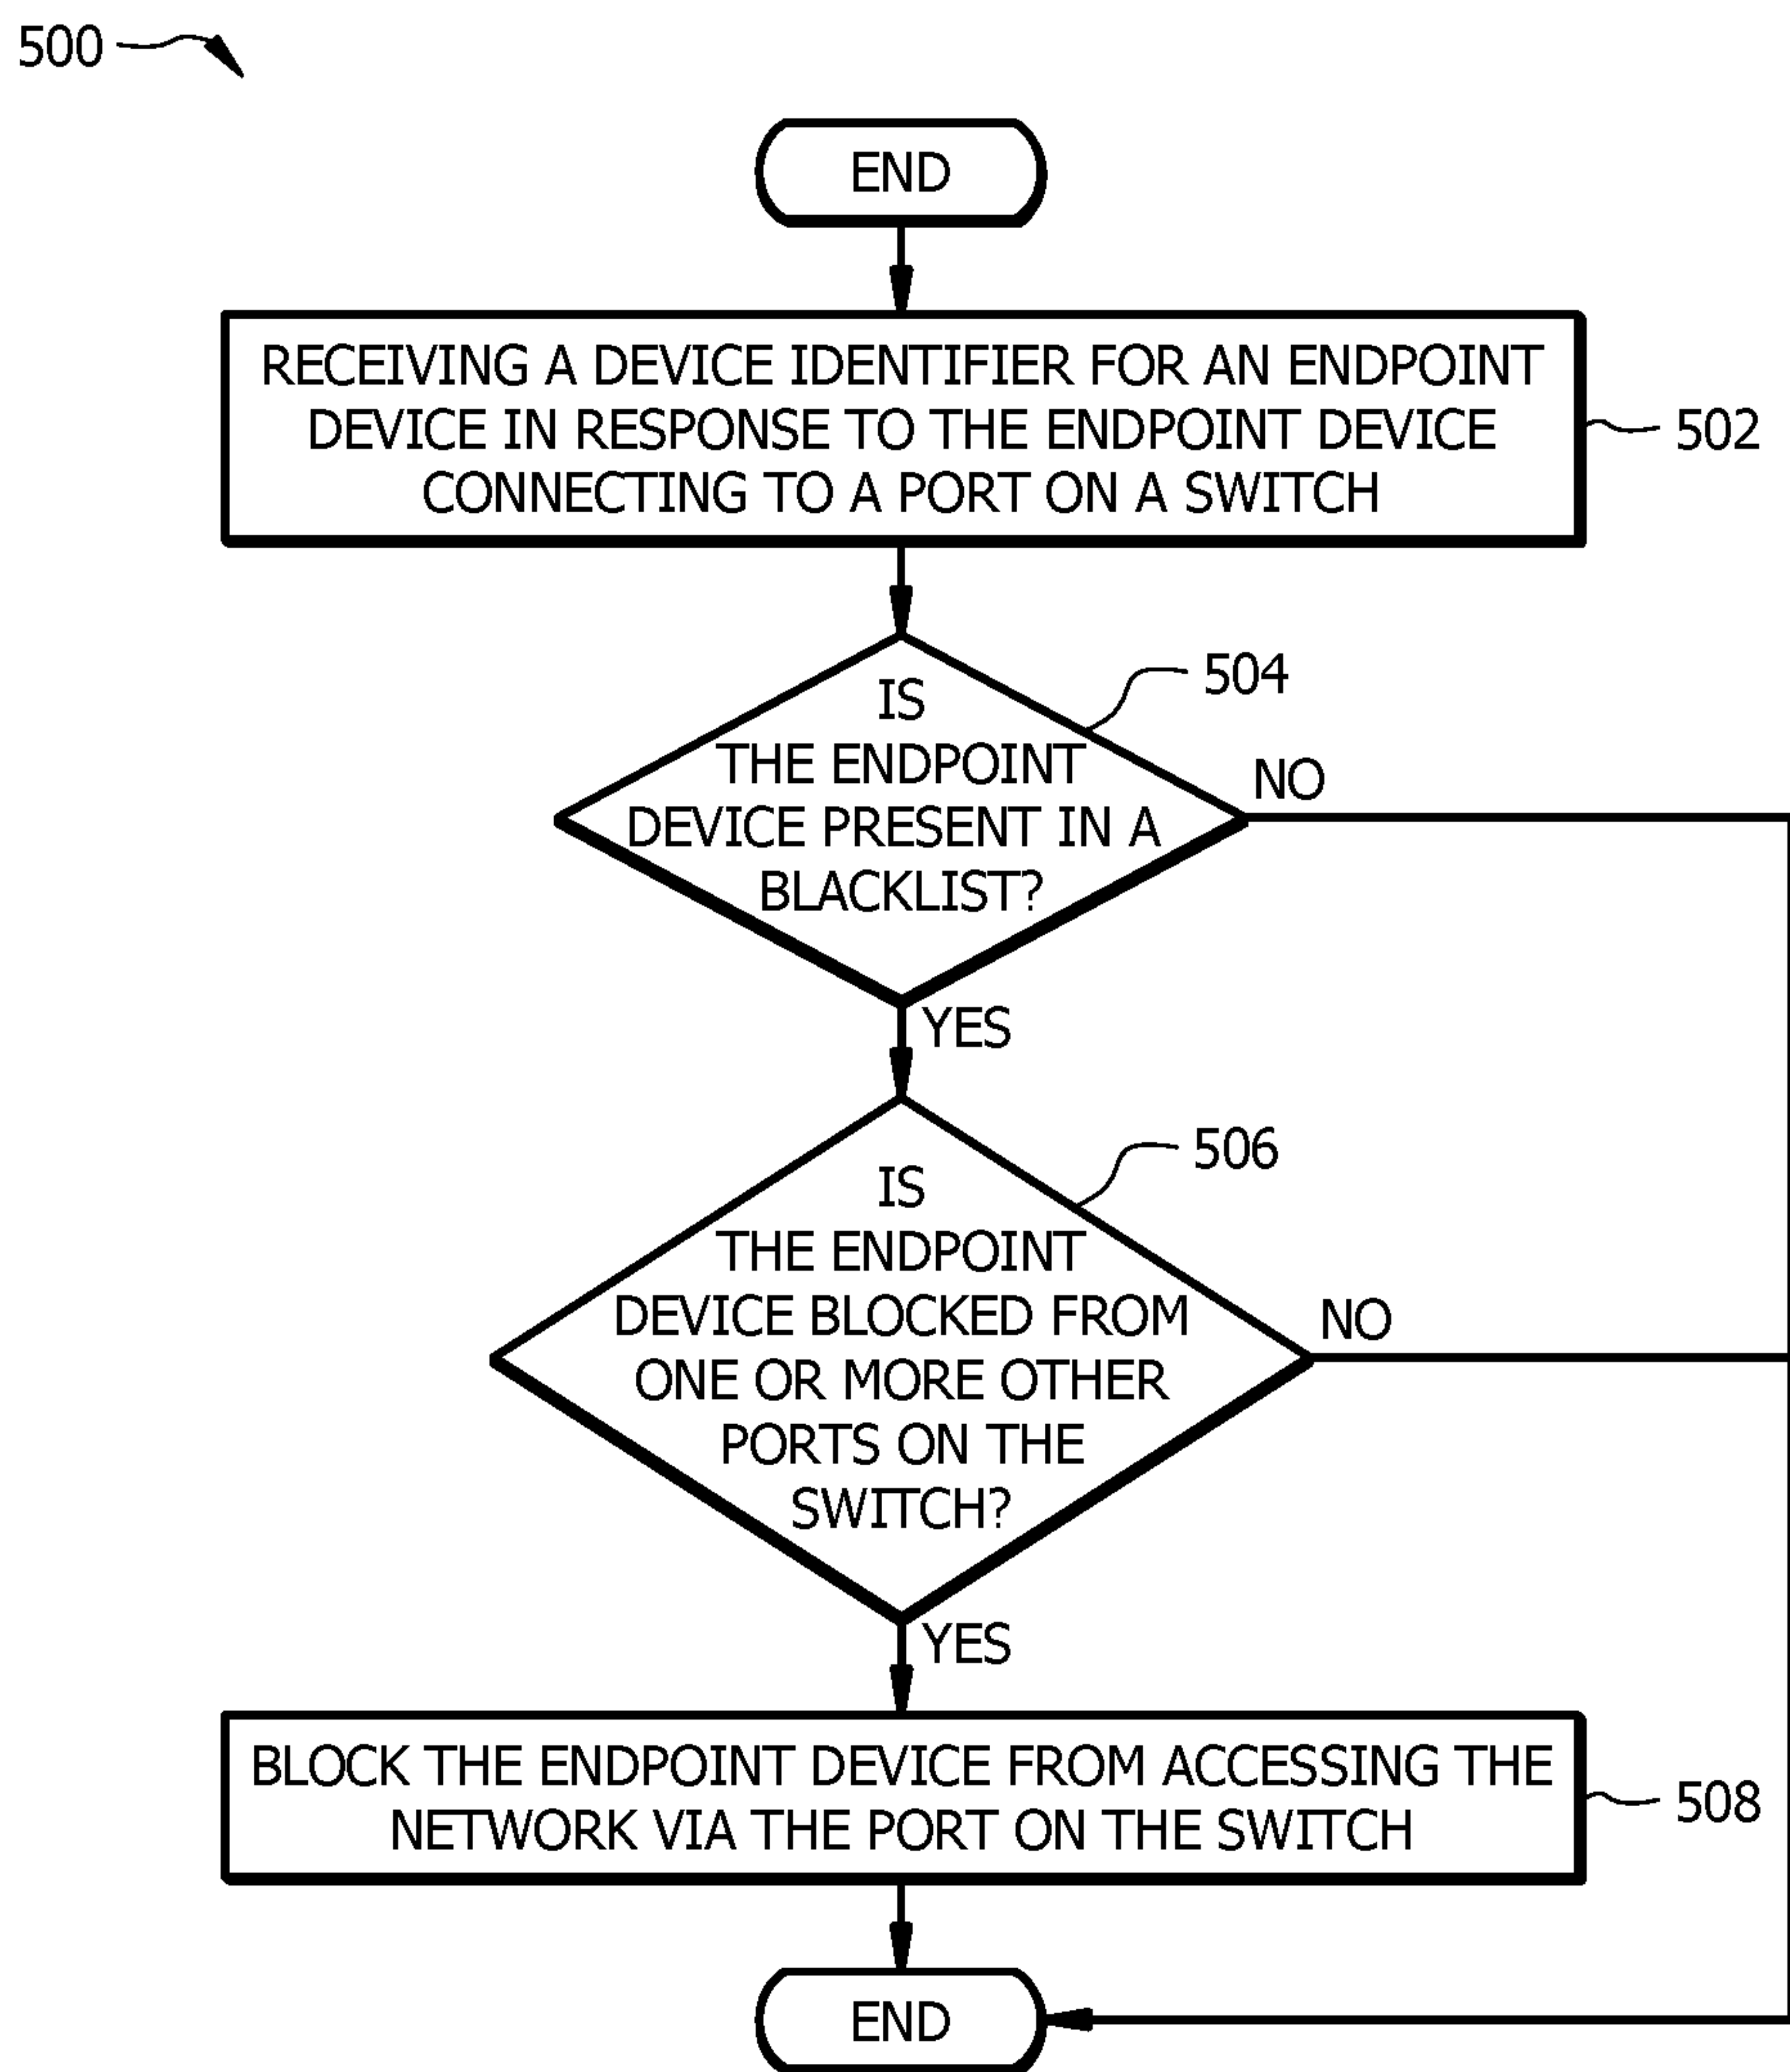 500
END
RECEIVING A DEVICE IDENTIFIER FOR AN ENDPOINT
DEVICE IN RESPONSE TO THE ENDPOINT DEVICE
CONNECTING TO A PORT ON A SWITCH
502
504
IS
THE ENDPOINT
DEVICE PRESENT IN A
BLACKLIST?
NO
YES
506
IS
THE ENDPOINT
DEVICE BLOCKED FROM
ONE OR MORE OTHER
PORTS ON THE
SWITCH?
NO
YES
BLOCK THE ENDPOINT DEVICE FROM ACCESSING THE
NETWORK VIA THE PORT ON THE SWITCH
508
END